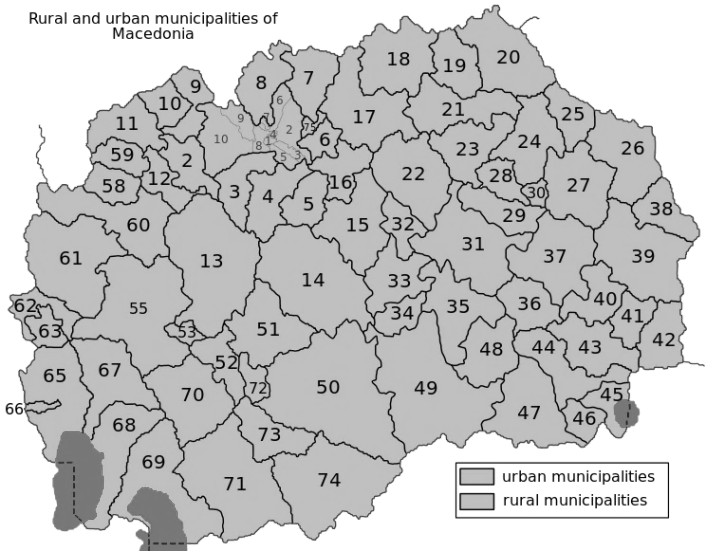 Rural and urban municipalities of
Macedonia
18 19 20
9 8 7
10 6 17 21 25
11 9 7 2 75 24 26
10 4 6 23
59 2 8 1 5 3
58 12 3 4 16 22 28 27
5 30 38
60 15 32 29
61 13 31 37 39
14 33
62 55 35 36 40
63 53 51 34 41
48 44 43 42
65 67 52
70 72 50 49 45
66 68 73 47 46
69 71 74
urban municipalities
rural municipalities